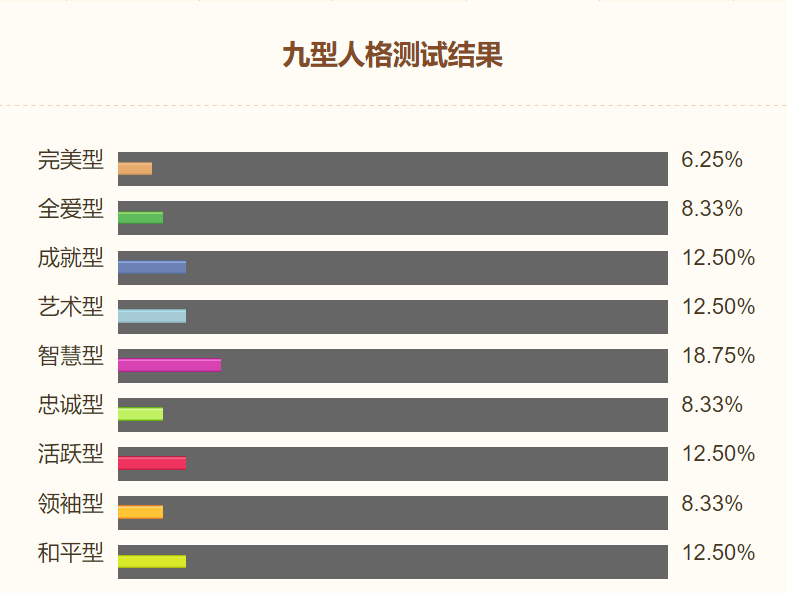 九型人格测试结果
完美型 6.25%
全爱型 8.33%
成就型 12.50%
艺术型 12.50%
智慧型 18.75%
忠诚型 8.33%
活跃型 12.50%
领袖型 8.33%
和平型 12.50%